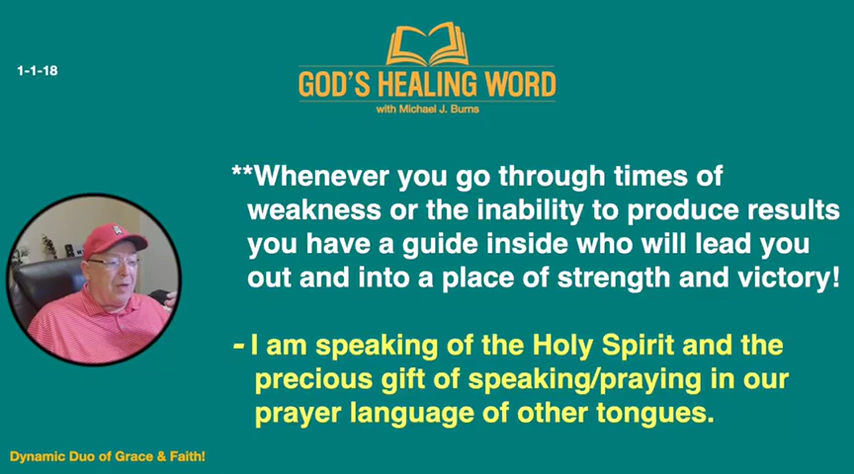 1-1-18
GOD'S HEALING WORD
with Michael J. Burns
**Whenever you go through times of
weakness or the inability to produce results
you have a guide inside who will lead you
out and into a place of strength and victory!
- I am speaking of the Holy Spirit and the
precious gift of speaking/praying in our
prayer language of other tongues.
Dynamic Duo of Grace & Faith!